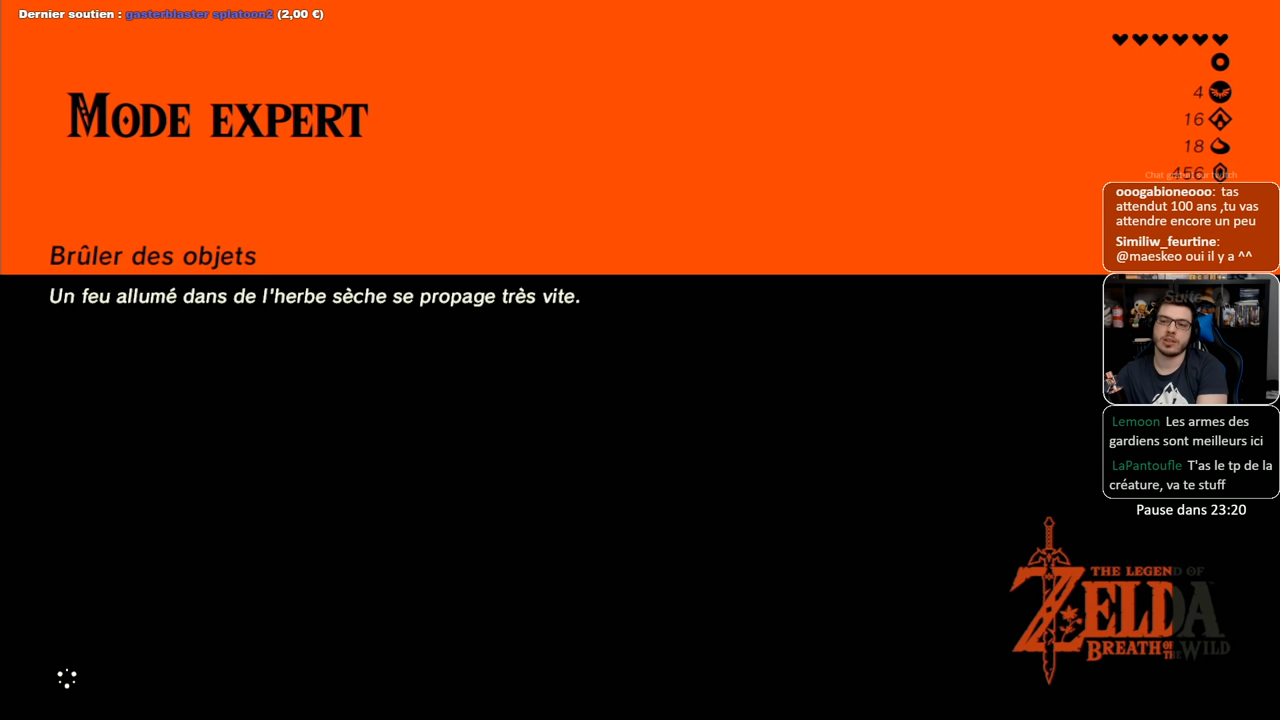 Dernier soutien : gasterblaster splatoon2 (2,00 €)
MODE EXPERT
4
16
18
456
Brûler des objets
Un feu allumé dans de l'herbe sèche se propage très vite.
ooogabioneooo: tas
attendut 100 ans ,tu vas
attendre encore un peu
Similiw_feurtine:
@maeskeo oui il y a ^^
Lemoon Les armes des
gardiens sont meilleurs ici
LaPantoufle T'as le tp de la
créature, va te stuff
Pause dans 23:20
THE LEGEND OF
ZELDA
BREATH OF THE WILD